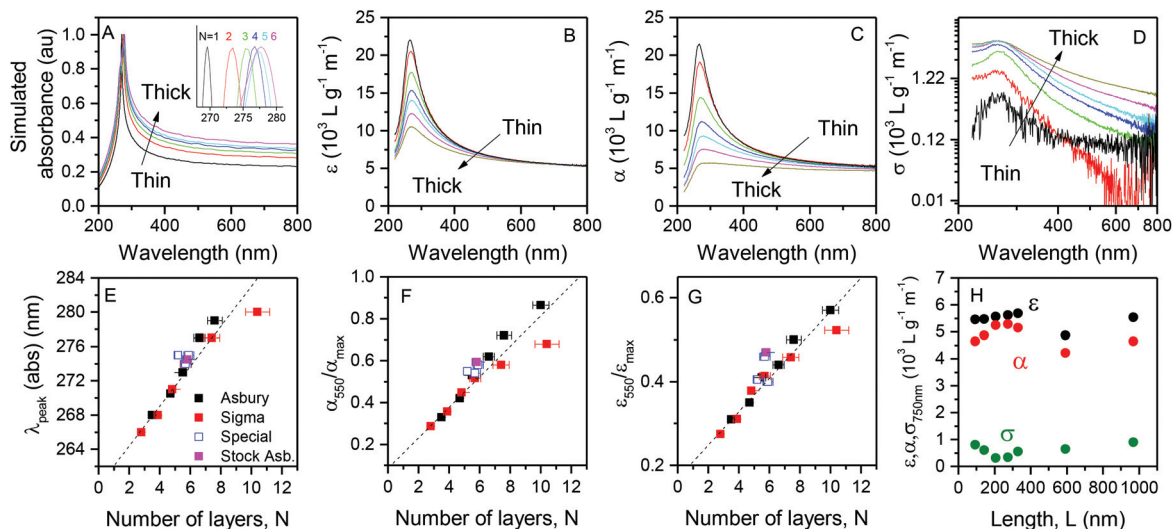 A
Simulated
absorbance (au)
1.0
0.8
0.6
0.4
0.2
0.0
200
400
600
800
Wavelength (nm)
Thick
Thin
N=1 2 3 4 5 6
270 275 280
B
ε (10³ L g⁻¹ m⁻¹)
25
20
15
10
5
0
200
400
600
800
Wavelength (nm)
Thin
Thick
C
α (10³ L g⁻¹ m⁻¹)
25
20
15
10
5
0
200
400
600
800
Wavelength (nm)
Thin
Thick
D
σ (10³ L g⁻¹ m⁻¹)
1.22
0.12
0.01
400
600
800
Wavelength (nm)
Thick
Thin
E
λpeak (abs) (nm)
284
280
276
272
268
264
262
0 2 4 6 8 10 12
Number of layers, N
Asbury
Sigma
Special
Stock Asb.
F
α550/αmax
1.0
0.8
0.6
0.4
0.2
0 2 4 6 8 10 12
Number of layers, N
G
ε550/εmax
0.6
0.4
0.2
0 2 4 6 8 10 12
Number of layers, N
H
ε,α,σ750nm (10³ L g⁻¹ m⁻¹)
7
6
5
4
3
2
1
0
0 200 400 600 800 1000
Length, L (nm)
ε
α
σ